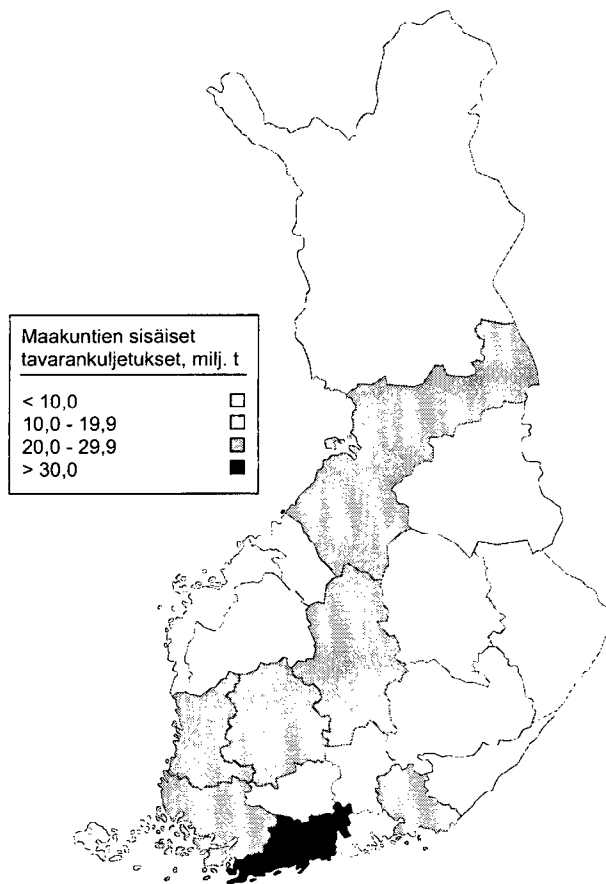 Maakuntien sisäiset
tavarankuljetukset, milj. t
< 10,0
10,0 - 19,9
20,0 - 29,9
> 30,0